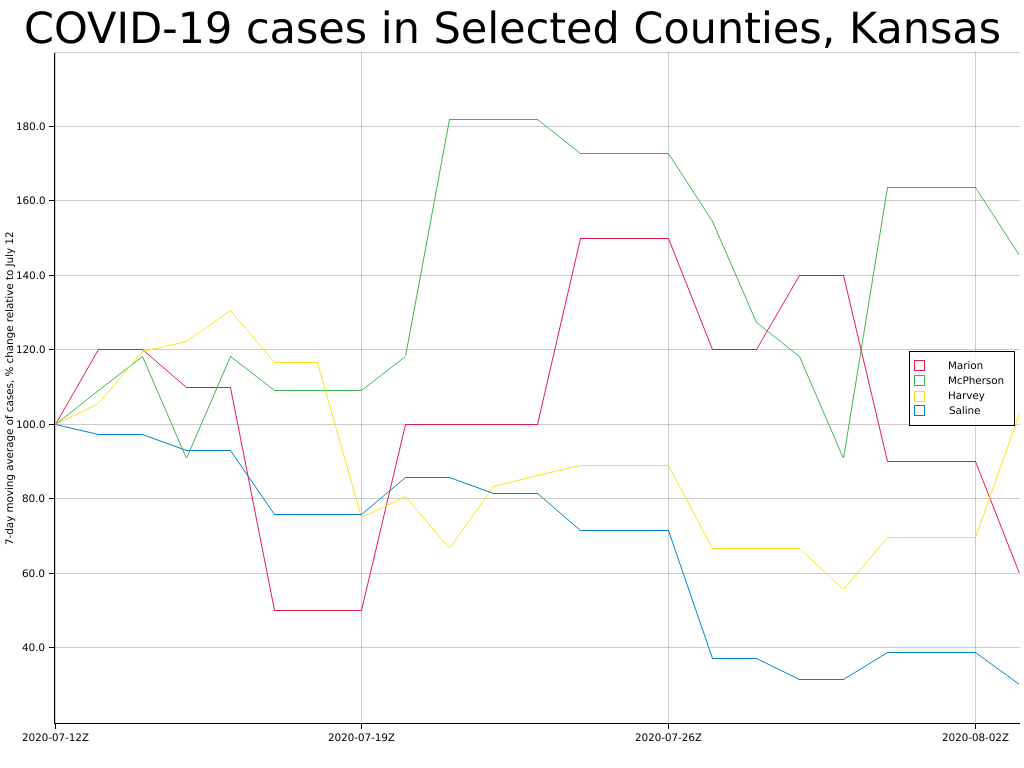 COVID-19 cases in Selected Counties, Kansas
7-day moving average of cases, % change relative to July 12
180.0
160.0
140.0
120.0
100.0
80.0
60.0
40.0
Marion
McPherson
Harvey
Saline
2020-07-12Z
2020-07-19Z
2020-07-26Z
2020-08-02Z